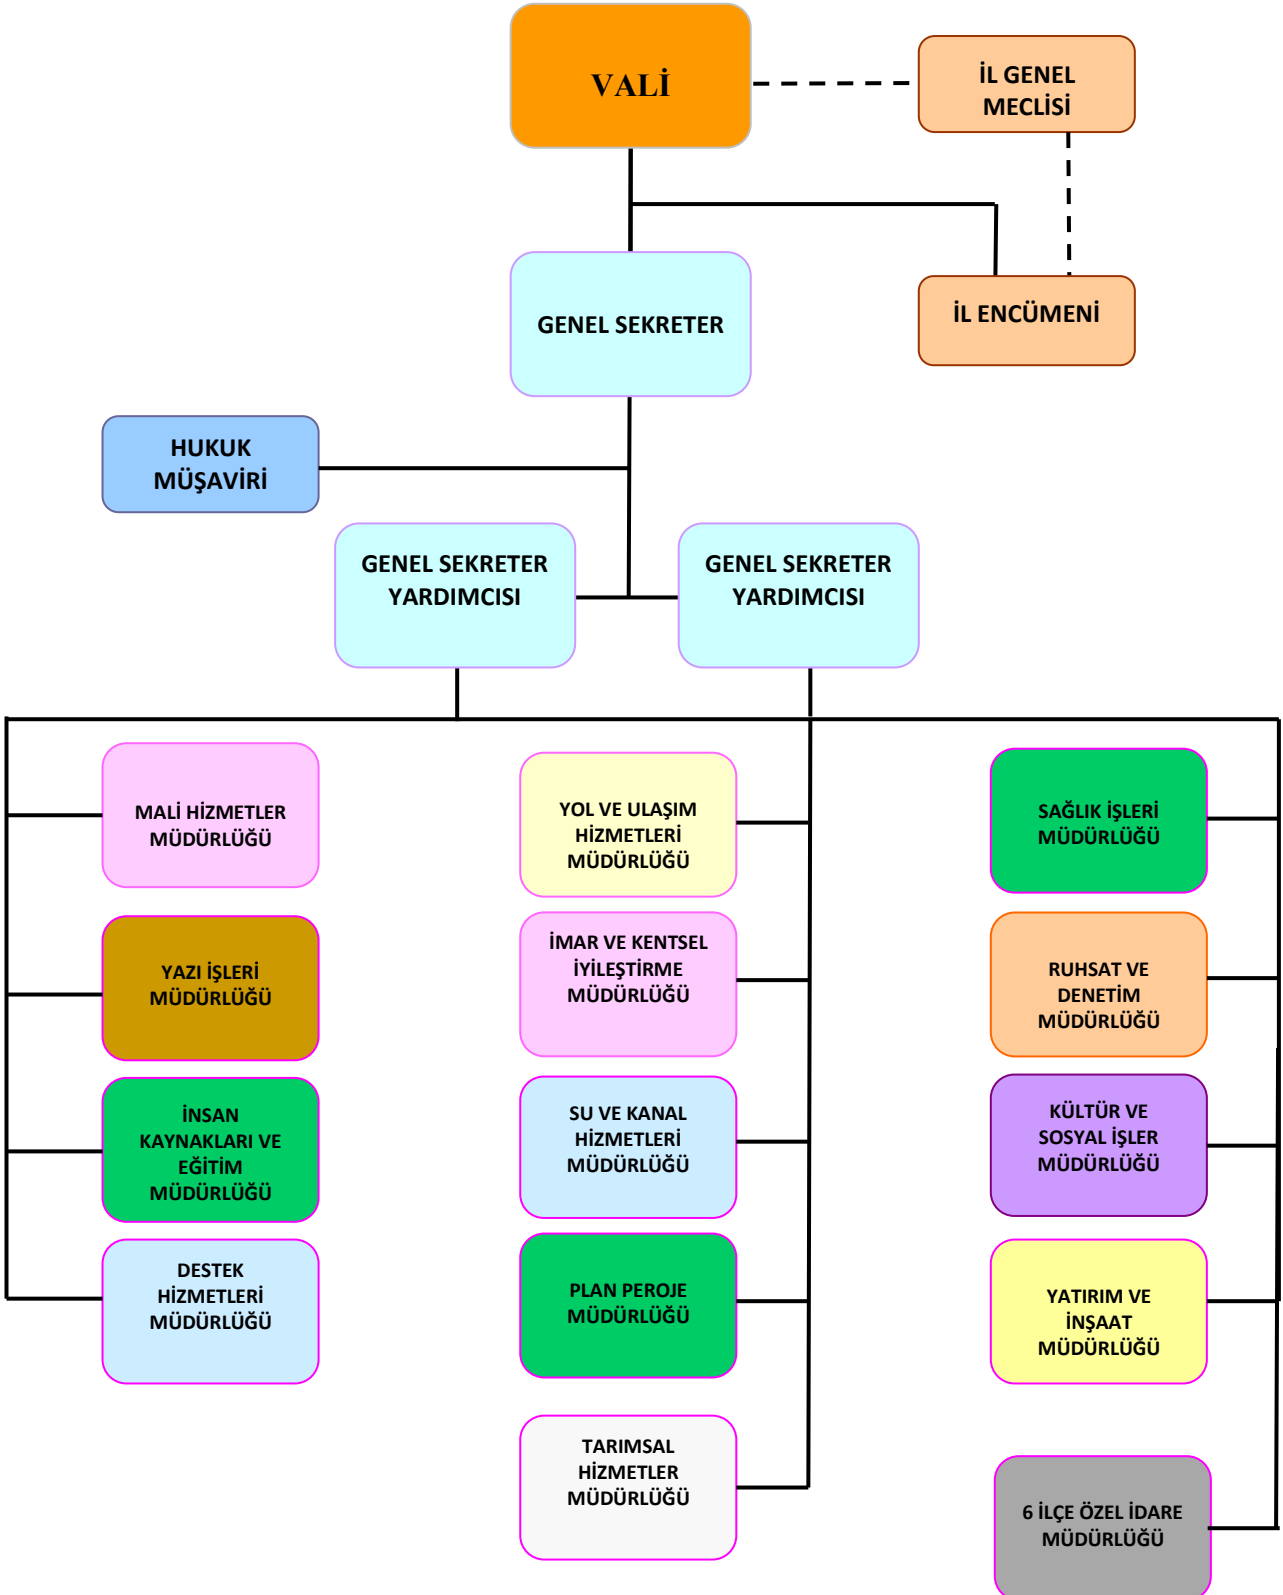 VALİ
İL GENEL
MECLİSİ
GENEL SEKRETER
İL ENCÜMENİ
HUKUK
MÜŞAVİRİ
GENEL SEKRETER
YARDIMCISI
GENEL SEKRETER
YARDIMCISI
MALİ HİZMETLER
MÜDÜRLÜĞÜ
YAZI İŞLERİ
MÜDÜRLÜĞÜ
İNSAN
KAYNAKLARI VE
EĞİTİM
MÜDÜRLÜĞÜ
DESTEK
HİZMETLERİ
MÜDÜRLÜĞÜ
YOL VE ULAŞIM
HİZMETLERİ
MÜDÜRLÜĞÜ
İMAR VE KENTSEL
İYİLEŞTİRME
MÜDÜRLÜĞÜ
SU VE KANAL
HİZMETLERİ
MÜDÜRLÜĞÜ
PLAN PEROJE
MÜDÜRLÜĞÜ
TARIMSAL
HİZMETLER
MÜDÜRLÜĞÜ
SAĞLIK İŞLERİ
MÜDÜRLÜĞÜ
RUHSAT VE
DENETİM
MÜDÜRLÜĞÜ
KÜLTÜR VE
SOSYAL İŞLER
MÜDÜRLÜĞÜ
YATIRIM VE
İNŞAAT
MÜDÜRLÜĞÜ
6 İLÇE ÖZEL İDARE
MÜDÜRLÜĞÜ